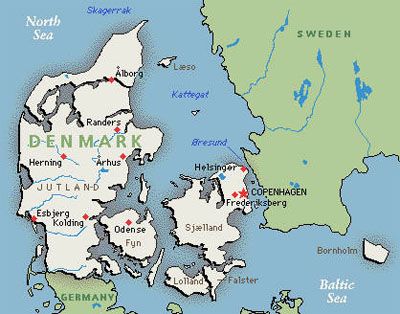 Skagerrak
North
Sea
SWEDEN
Ålborg
Læso
Kattegat
Randers
DENMARK
Øresund
Herning
Århus
Helsingør
JUTLAND
COPENHAGEN
Frederiksberg
Esbjerg
Kolding
Odense
Fyn
Sjælland
Bornholm
Lolland
Falster
Baltic
Sea
GERMANY